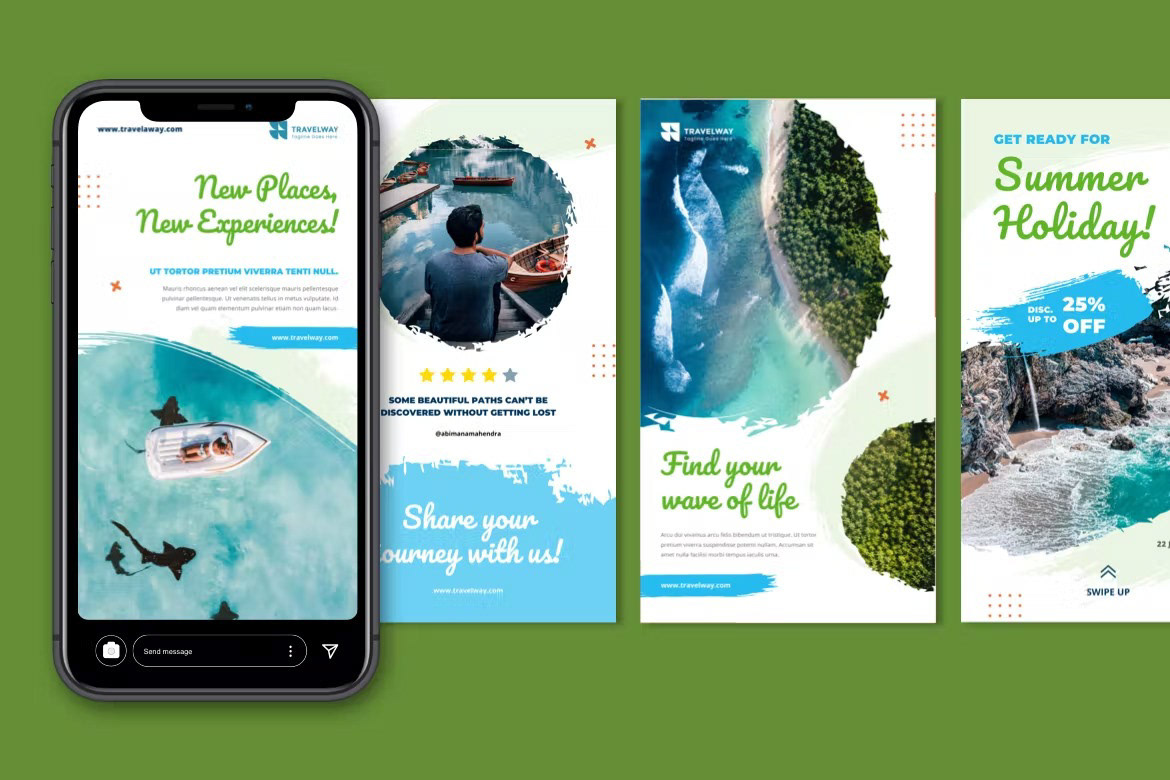 www.travelaway.com
TRAVELWAY
Tagline Goes Here
New Places,
New Experiences!
UT TORTOR PRETIUM VIVERRA TENTI NULL.
Mauris rhoncus aenean vel elit scelerisque mauris pellentesque
pulvinar pellentesque. Ut venenatis tellus in metus vulputate. Id
diam vel quam elementum pulvinar etiam non quam lacus.
www.travelway.com
Send message
SOME BEAUTIFUL PATHS CAN'T BE
DISCOVERED WITHOUT GETTING LOST
@abimanamahendra
Share your
ourney with us!
www.travelway.com
TRAVELWAY
Tagline Goes Here
Find your
wave of life
Arcu dui vivamus arcu felis bibendum ut tristique. Ut tortor
pretium viverra suspendisse potenti nullam. Accumsan sit
amet nulla facilisi morbi tempus iaculis urna.
www.travelway.com
GET READY FOR
Summer
Holiday!
DISC.
UP TO
25%
OFF
22 J
SWIPE UP